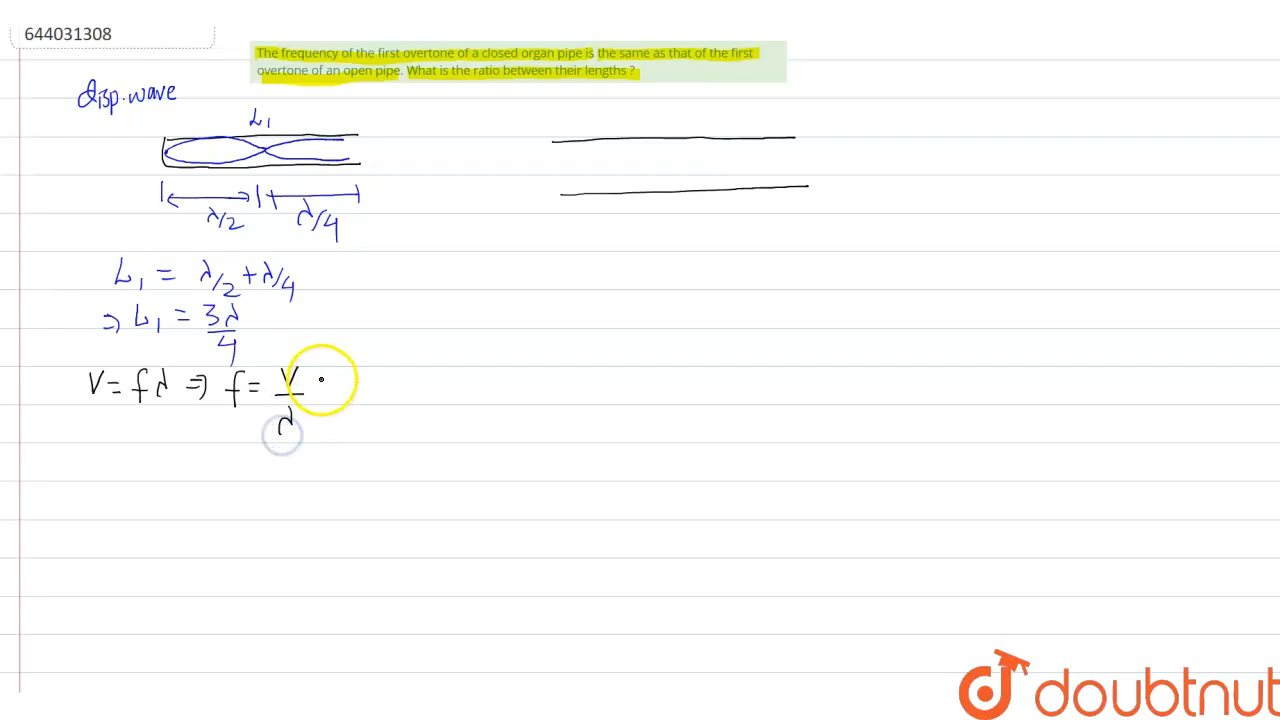 644031308
The frequency of the first overtone of a closed organ pipe is the same as that of the first
overtone of an open pipe. What is the ratio between their lengths ?
disp. wave
L₁
λ/2 λ/4
L₁ = λ/2 + λ/4
⇒ L₁ = 3λ/4
V = fλ ⇒ f = V/λ
doubtnut